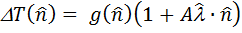 ΔT(n̂) = g(n̂)(1 + Aλ̂ · n̂)